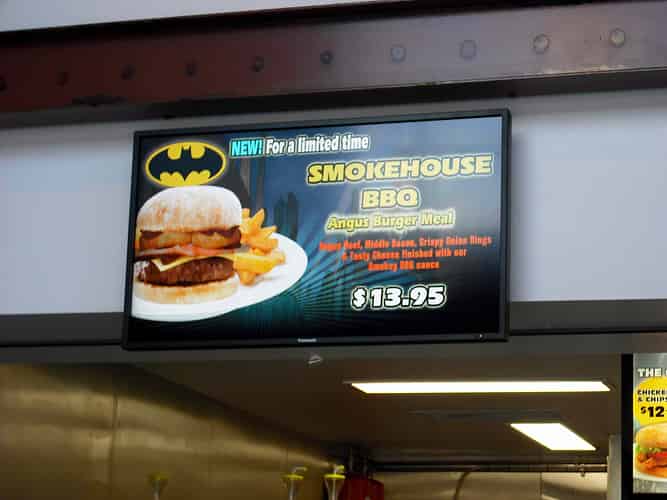 NEW! For a limited time
SMOKEHOUSE
BBQ
Angus Burger Meal
Angus Beef, Middle Bacon, Crispy Onion Rings
& Tasty Cheese finished with our
Smokey BBQ sauce
$13.95
Panasonic
THE
CHICKE
& CHIPS
$12